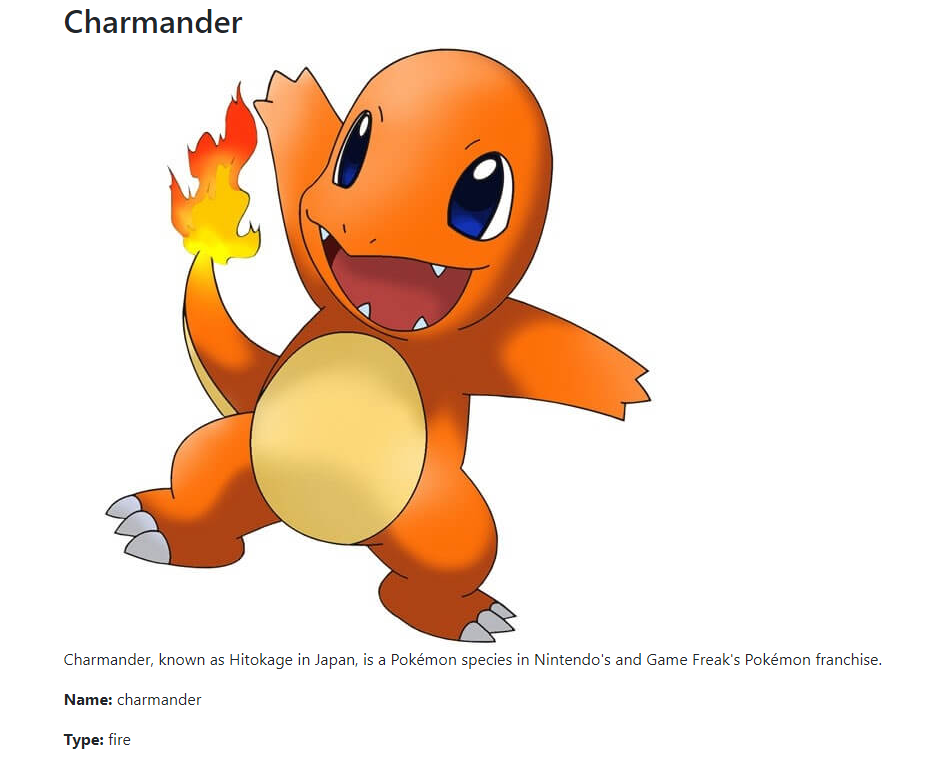 Charmander
Charmander, known as Hitokage in Japan, is a Pokémon species in Nintendo's and Game Freak's Pokémon franchise.
Name: charmander
Type: fire